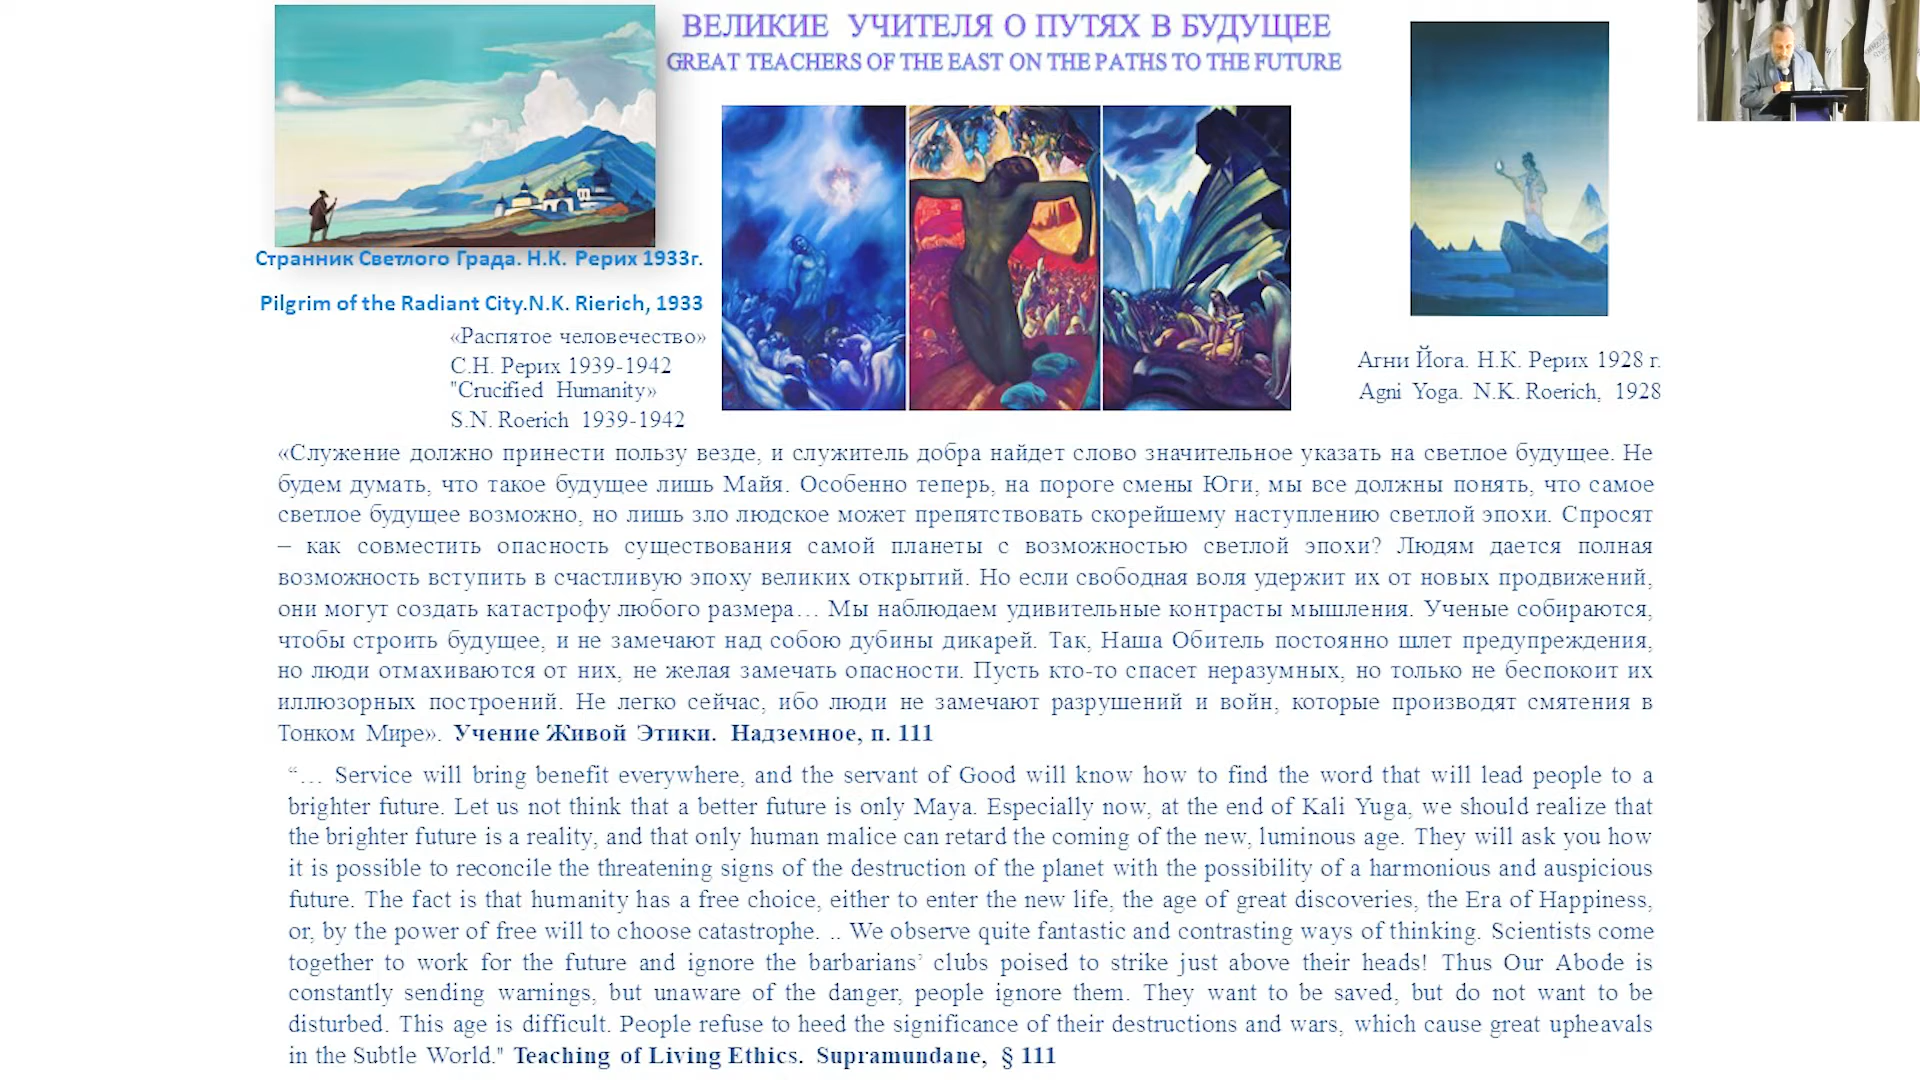 ВЕЛИКИЕ УЧИТЕЛЯ О ПУТЯХ В БУДУЩЕЕ
GREAT TEACHERS OF THE EAST ON THE PATHS TO THE FUTURE
Странник Светлого Града. Н.К. Рерих 1933г.
Pilgrim of the Radiant City.N.K. Rierich, 1933
«Распятое человечество»
С.Н. Рерих 1939-1942
"Crucified Humanity»
S.N. Roerich 1939-1942
Агни Йога. Н.К. Рерих 1928 г.
Agni Yoga. N.K. Roerich, 1928
«Служение должно принести пользу везде, и служитель добра найдет слово значительное указать на светлое будущее. Не
будем думать, что такое будущее лишь Майя. Особенно теперь, на пороге смены Юги, мы все должны понять, что самое
светлое будущее возможно, но лишь зло людское может препятствовать скорейшему наступлению светлой эпохи. Спросят
– как совместить опасность существования самой планеты с возможностью светлой эпохи? Людям дается полная
возможность вступить в счастливую эпоху великих открытий. Но если свободная воля удержит их от новых продвижений,
они могут создать катастрофу любого размера… Мы наблюдаем удивительные контрасты мышления. Ученые собираются,
чтобы строить будущее, и не замечают над собою дубины дикарей. Так, Наша Обитель постоянно шлет предупреждения,
но люди отмахиваются от них, не желая замечать опасности. Пусть кто-то спасет неразумных, но только не беспокоит их
иллюзорных построений. Не легко сейчас, ибо люди не замечают разрушений и войн, которые производят смятения в
Тонком Мире». Учение Живой Этики. Надземное, п. 111
“… Service will bring benefit everywhere, and the servant of Good will know how to find the word that will lead people to a
brighter future. Let us not think that a better future is only Maya. Especially now, at the end of Kali Yuga, we should realize that
the brighter future is a reality, and that only human malice can retard the coming of the new, luminous age. They will ask you how
it is possible to reconcile the threatening signs of the destruction of the planet with the possibility of a harmonious and auspicious
future. The fact is that humanity has a free choice, either to enter the new life, the age of great discoveries, the Era of Happiness,
or, by the power of free will to choose catastrophe. .. We observe quite fantastic and contrasting ways of thinking. Scientists come
together to work for the future and ignore the barbarians’ clubs poised to strike just above their heads! Thus Our Abode is
constantly sending warnings, but unaware of the danger, people ignore them. They want to be saved, but do not want to be
disturbed. This age is difficult. People refuse to heed the significance of their destructions and wars, which cause great upheavals
in the Subtle World." Teaching of Living Ethics. Supramundane, § 111